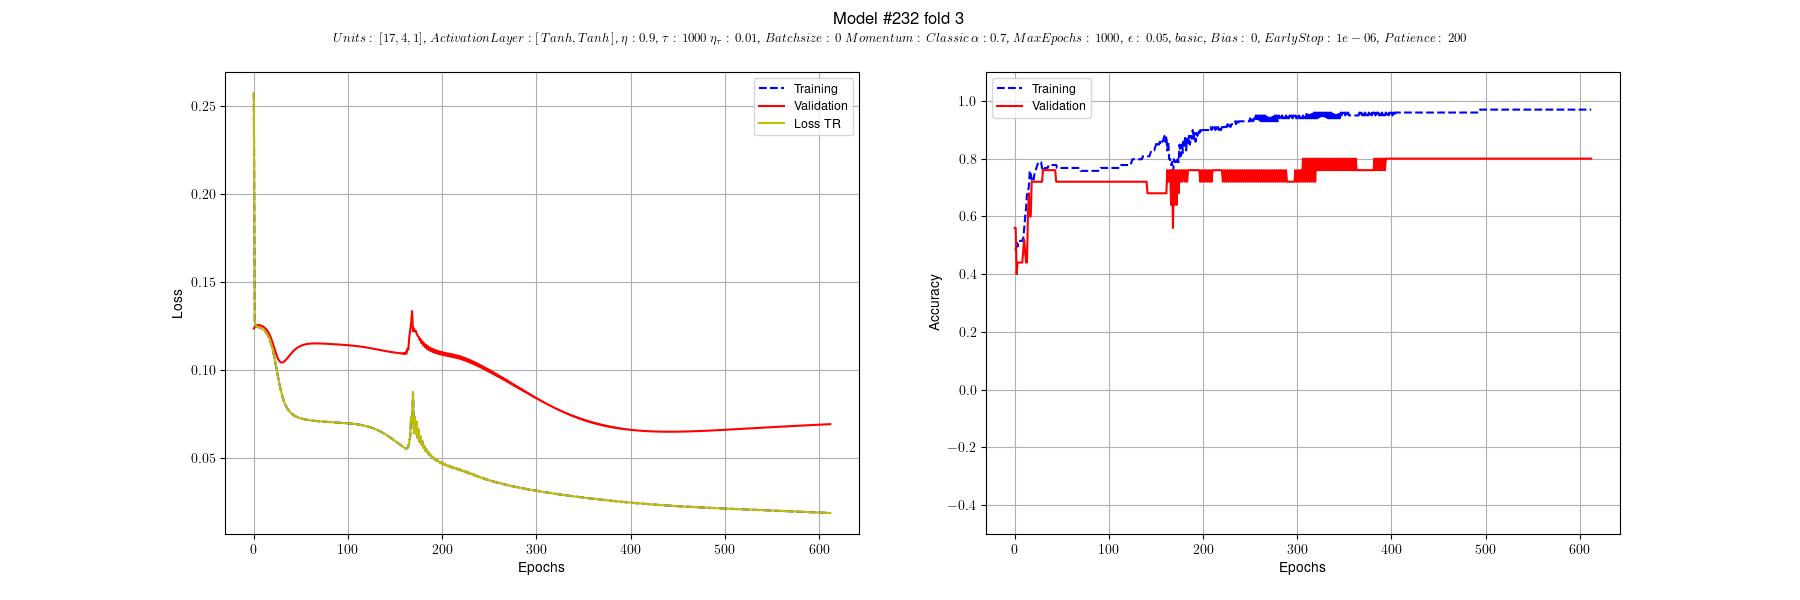 Model #232 fold 3
Units : [17, 4, 1], ActivationLayer : [Tanh, Tanh], η : 0.9, τ : 1000 ητ : 0.01, Batchsize : 0 Momentum : Classic α : 0.7, MaxEpochs : 1000, ϵ : 0.05, basic, Bias : 0, EarlyStop : 1e − 06, Patience : 200
Training
Validation
Loss TR
0.25
0.20
0.15
0.10
0.05
Loss
0 100 200 300 400 500 600
Epochs
Training
Validation
1.0
0.8
0.6
0.4
0.2
0.0
−0.2
−0.4
Accuracy
0 100 200 300 400 500 600
Epochs